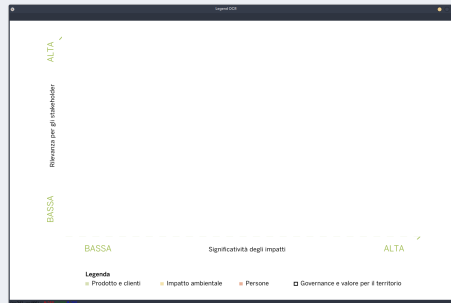 Legend OCR
ALTA
Rilevanza per gli stakeholder
BASSA
BASSA
Significatività degli impatti
ALTA
Legenda
Prodotto e clienti
Impatto ambientale
Persone
Governance e valore per il territorio